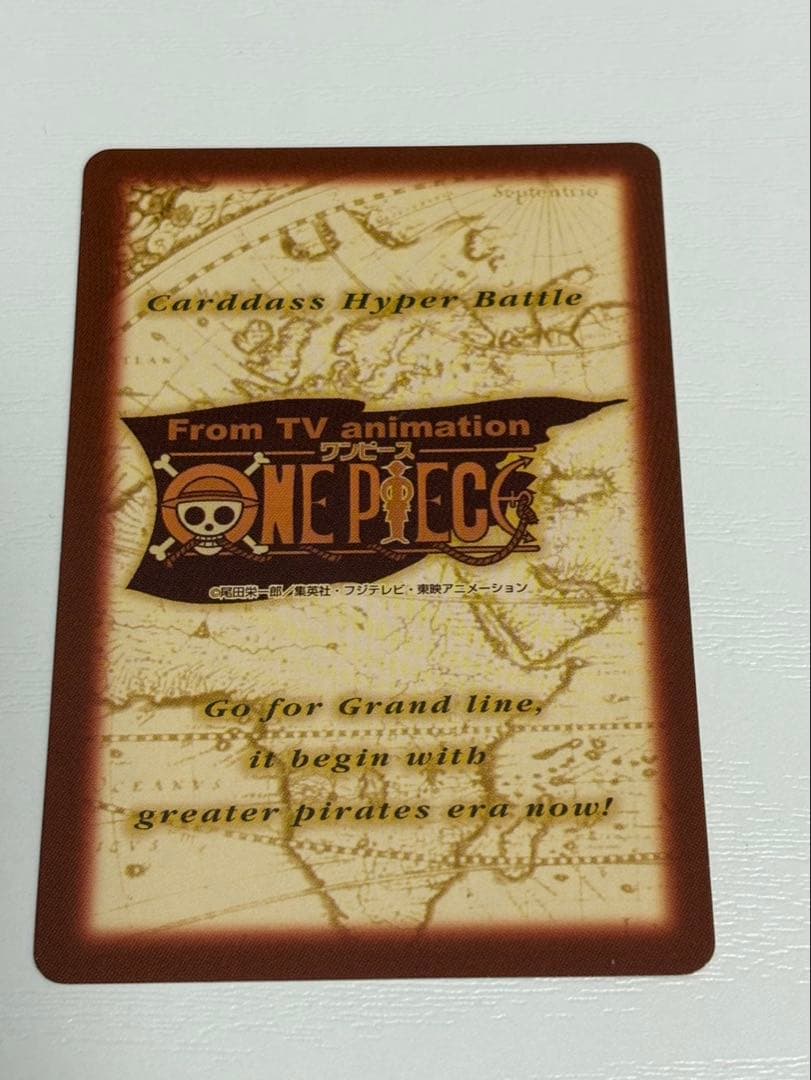 Septentrio
Carddass Hyper Battle
From TV animation
ワンピース
ONE PIECE
©尾田栄一郎／集英社・フジテレビ・東映アニメーション
Go for Grand line,
it begin with
greater pirates era now!